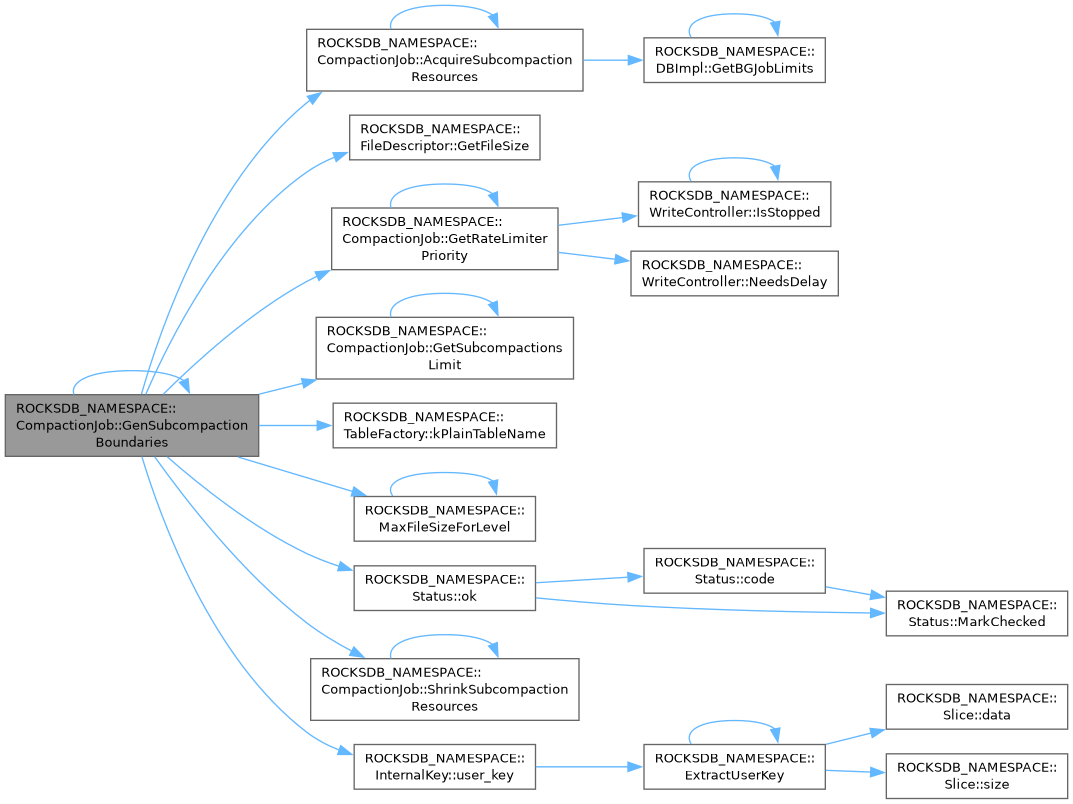 ROCKSDB_NAMESPACE::
CompactionJob::GenSubcompaction
Boundaries
ROCKSDB_NAMESPACE::
CompactionJob::AcquireSubcompaction
Resources
ROCKSDB_NAMESPACE::
DBImpl::GetBGJobLimits
ROCKSDB_NAMESPACE::
FileDescriptor::GetFileSize
ROCKSDB_NAMESPACE::
CompactionJob::GetRateLimiter
Priority
ROCKSDB_NAMESPACE::
WriteController::IsStopped
ROCKSDB_NAMESPACE::
WriteController::NeedsDelay
ROCKSDB_NAMESPACE::
CompactionJob::GetSubcompactions
Limit
ROCKSDB_NAMESPACE::
TableFactory::kPlainTableName
ROCKSDB_NAMESPACE::
MaxFileSizeForLevel
ROCKSDB_NAMESPACE::
Status::ok
ROCKSDB_NAMESPACE::
Status::code
ROCKSDB_NAMESPACE::
Status::MarkChecked
ROCKSDB_NAMESPACE::
CompactionJob::ShrinkSubcompaction
Resources
ROCKSDB_NAMESPACE::
InternalKey::user_key
ROCKSDB_NAMESPACE::
ExtractUserKey
ROCKSDB_NAMESPACE::
Slice::data
ROCKSDB_NAMESPACE::
Slice::size